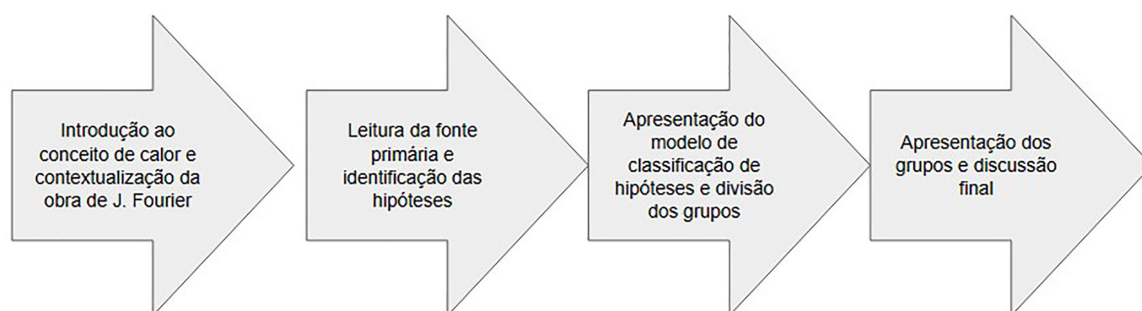 Introdução ao
conceito de calor e
contextualização da
obra de J. Fourier
Leitura da fonte
primária e
identificação das
hipóteses
Apresentação do
modelo de
classificação de
hipóteses e divisão
dos grupos
Apresentação dos
grupos e discussão
final